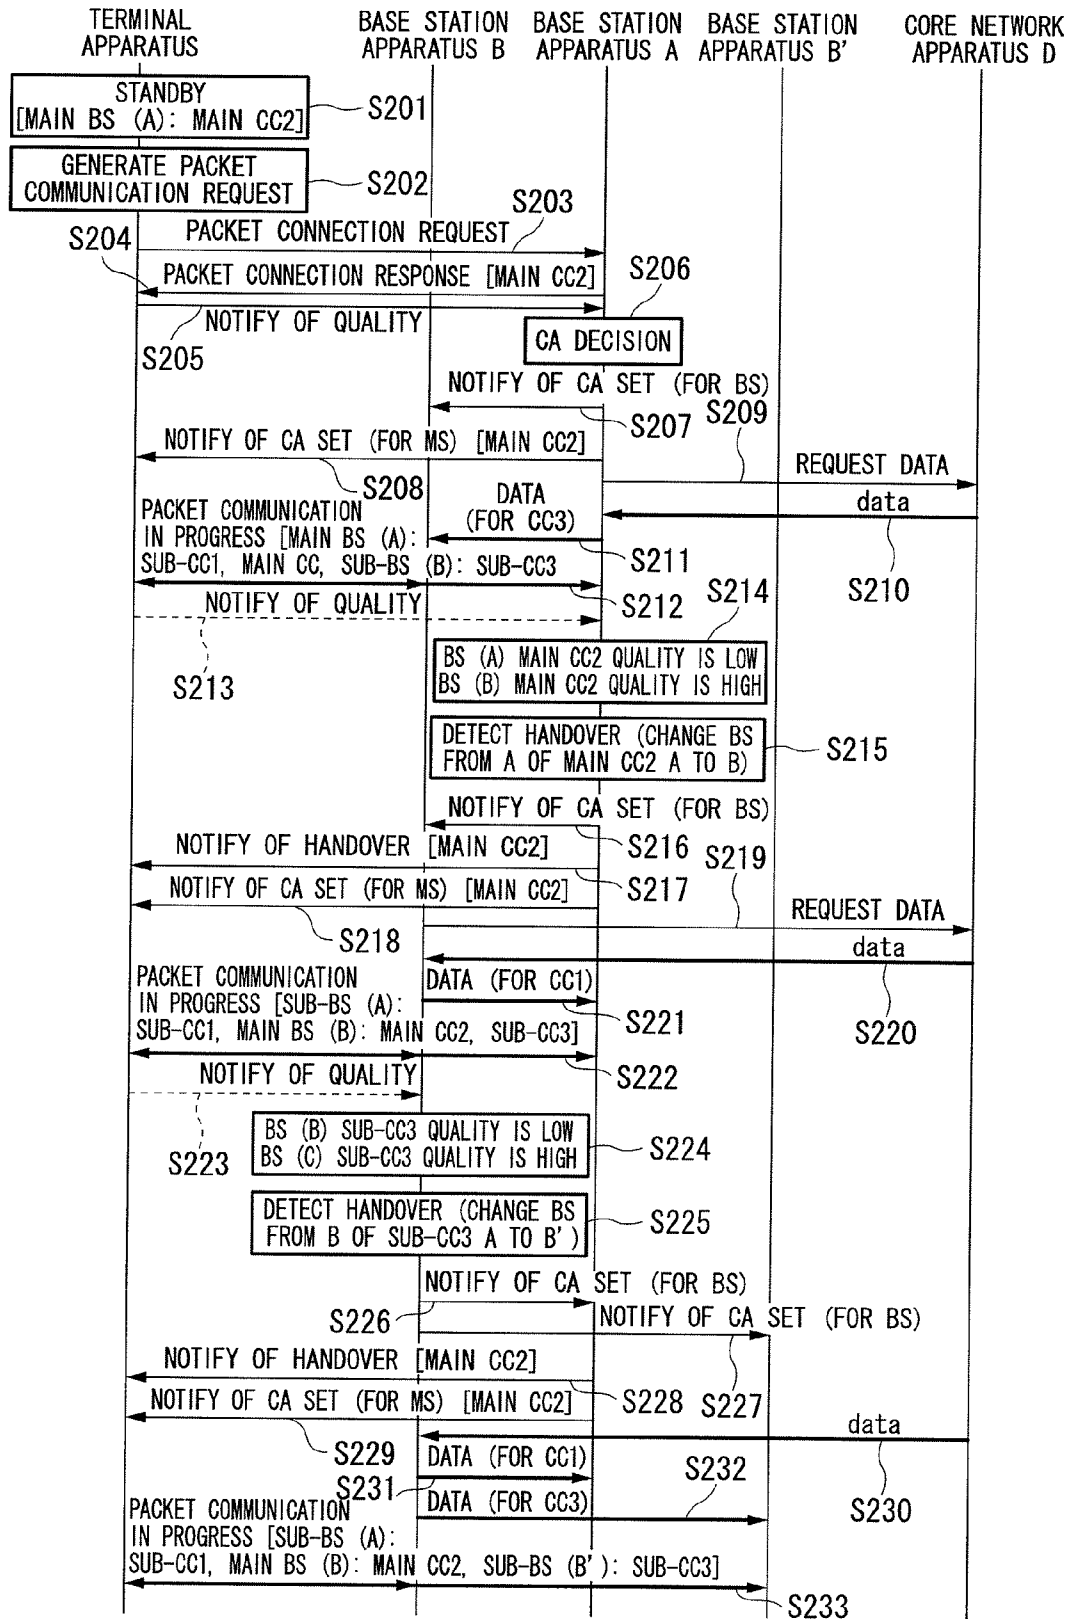 TERMINAL
APPARATUS
BASE STATION
APPARATUS B
BASE STATION
APPARATUS A
BASE STATION
APPARATUS B'
CORE NETWORK
APPARATUS D
STANDBY
[MAIN BS (A): MAIN CC2]
S201
GENERATE PACKET
COMMUNICATION REQUEST
S202
S203
PACKET CONNECTION REQUEST
S204
PACKET CONNECTION RESPONSE [MAIN CC2]
S206
NOTIFY OF QUALITY
S205
CA DECISION
NOTIFY OF CA SET (FOR BS)
S207
S209
NOTIFY OF CA SET (FOR MS) [MAIN CC2]
S208
REQUEST DATA
data
S210
DATA
(FOR CC3)
S211
PACKET COMMUNICATION
IN PROGRESS [MAIN BS (A):
SUB-CC1, MAIN CC, SUB-BS (B): SUB-CC3
S212
NOTIFY OF QUALITY
S213
S214
BS (A) MAIN CC2 QUALITY IS LOW
BS (B) MAIN CC2 QUALITY IS HIGH
DETECT HANDOVER (CHANGE BS
FROM A OF MAIN CC2 A TO B)
S215
NOTIFY OF CA SET (FOR BS)
S216
S219
NOTIFY OF HANDOVER [MAIN CC2]
S217
NOTIFY OF CA SET (FOR MS) [MAIN CC2]
S218
REQUEST DATA
data
S220
DATA (FOR CC1)
S221
PACKET COMMUNICATION
IN PROGRESS [SUB-BS (A):
SUB-CC1, MAIN BS (B): MAIN CC2, SUB-CC3]
S222
NOTIFY OF QUALITY
S223
BS (B) SUB-CC3 QUALITY IS LOW
BS (C) SUB-CC3 QUALITY IS HIGH
S224
DETECT HANDOVER (CHANGE BS
FROM B OF SUB-CC3 A TO B')
S225
NOTIFY OF CA SET (FOR BS)
S226
NOTIFY OF CA SET (FOR BS)
S227
NOTIFY OF HANDOVER [MAIN CC2]
S228
NOTIFY OF CA SET (FOR MS) [MAIN CC2]
S229
data
S230
DATA (FOR CC1)
S231
DATA (FOR CC3)
S232
PACKET COMMUNICATION
IN PROGRESS [SUB-BS (A):
SUB-CC1, MAIN BS (B): MAIN CC2, SUB-BS (B'): SUB-CC3]
S233